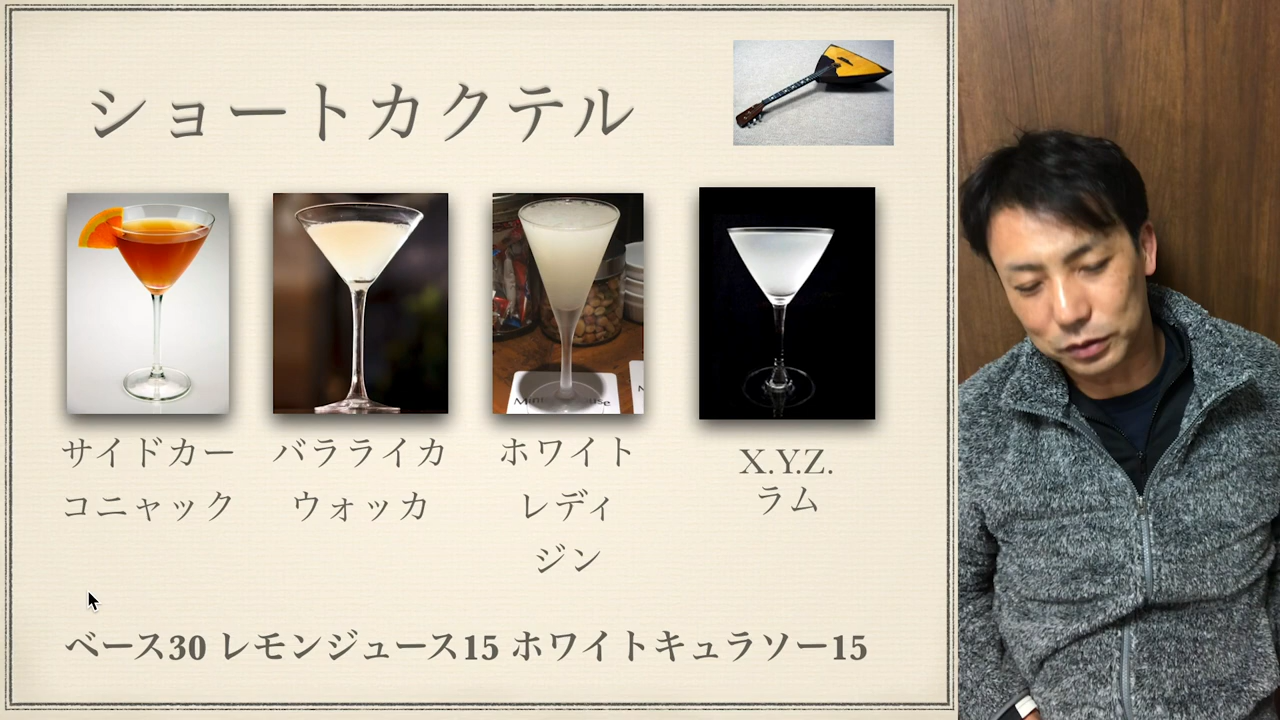 ショートカクテル
サイドカー
コニャック
バラライカ
ウォッカ
ホワイト
レディ
ジン
X.Y.Z.
ラム
ベース30 レモンジュース15 ホワイトキュラソー15